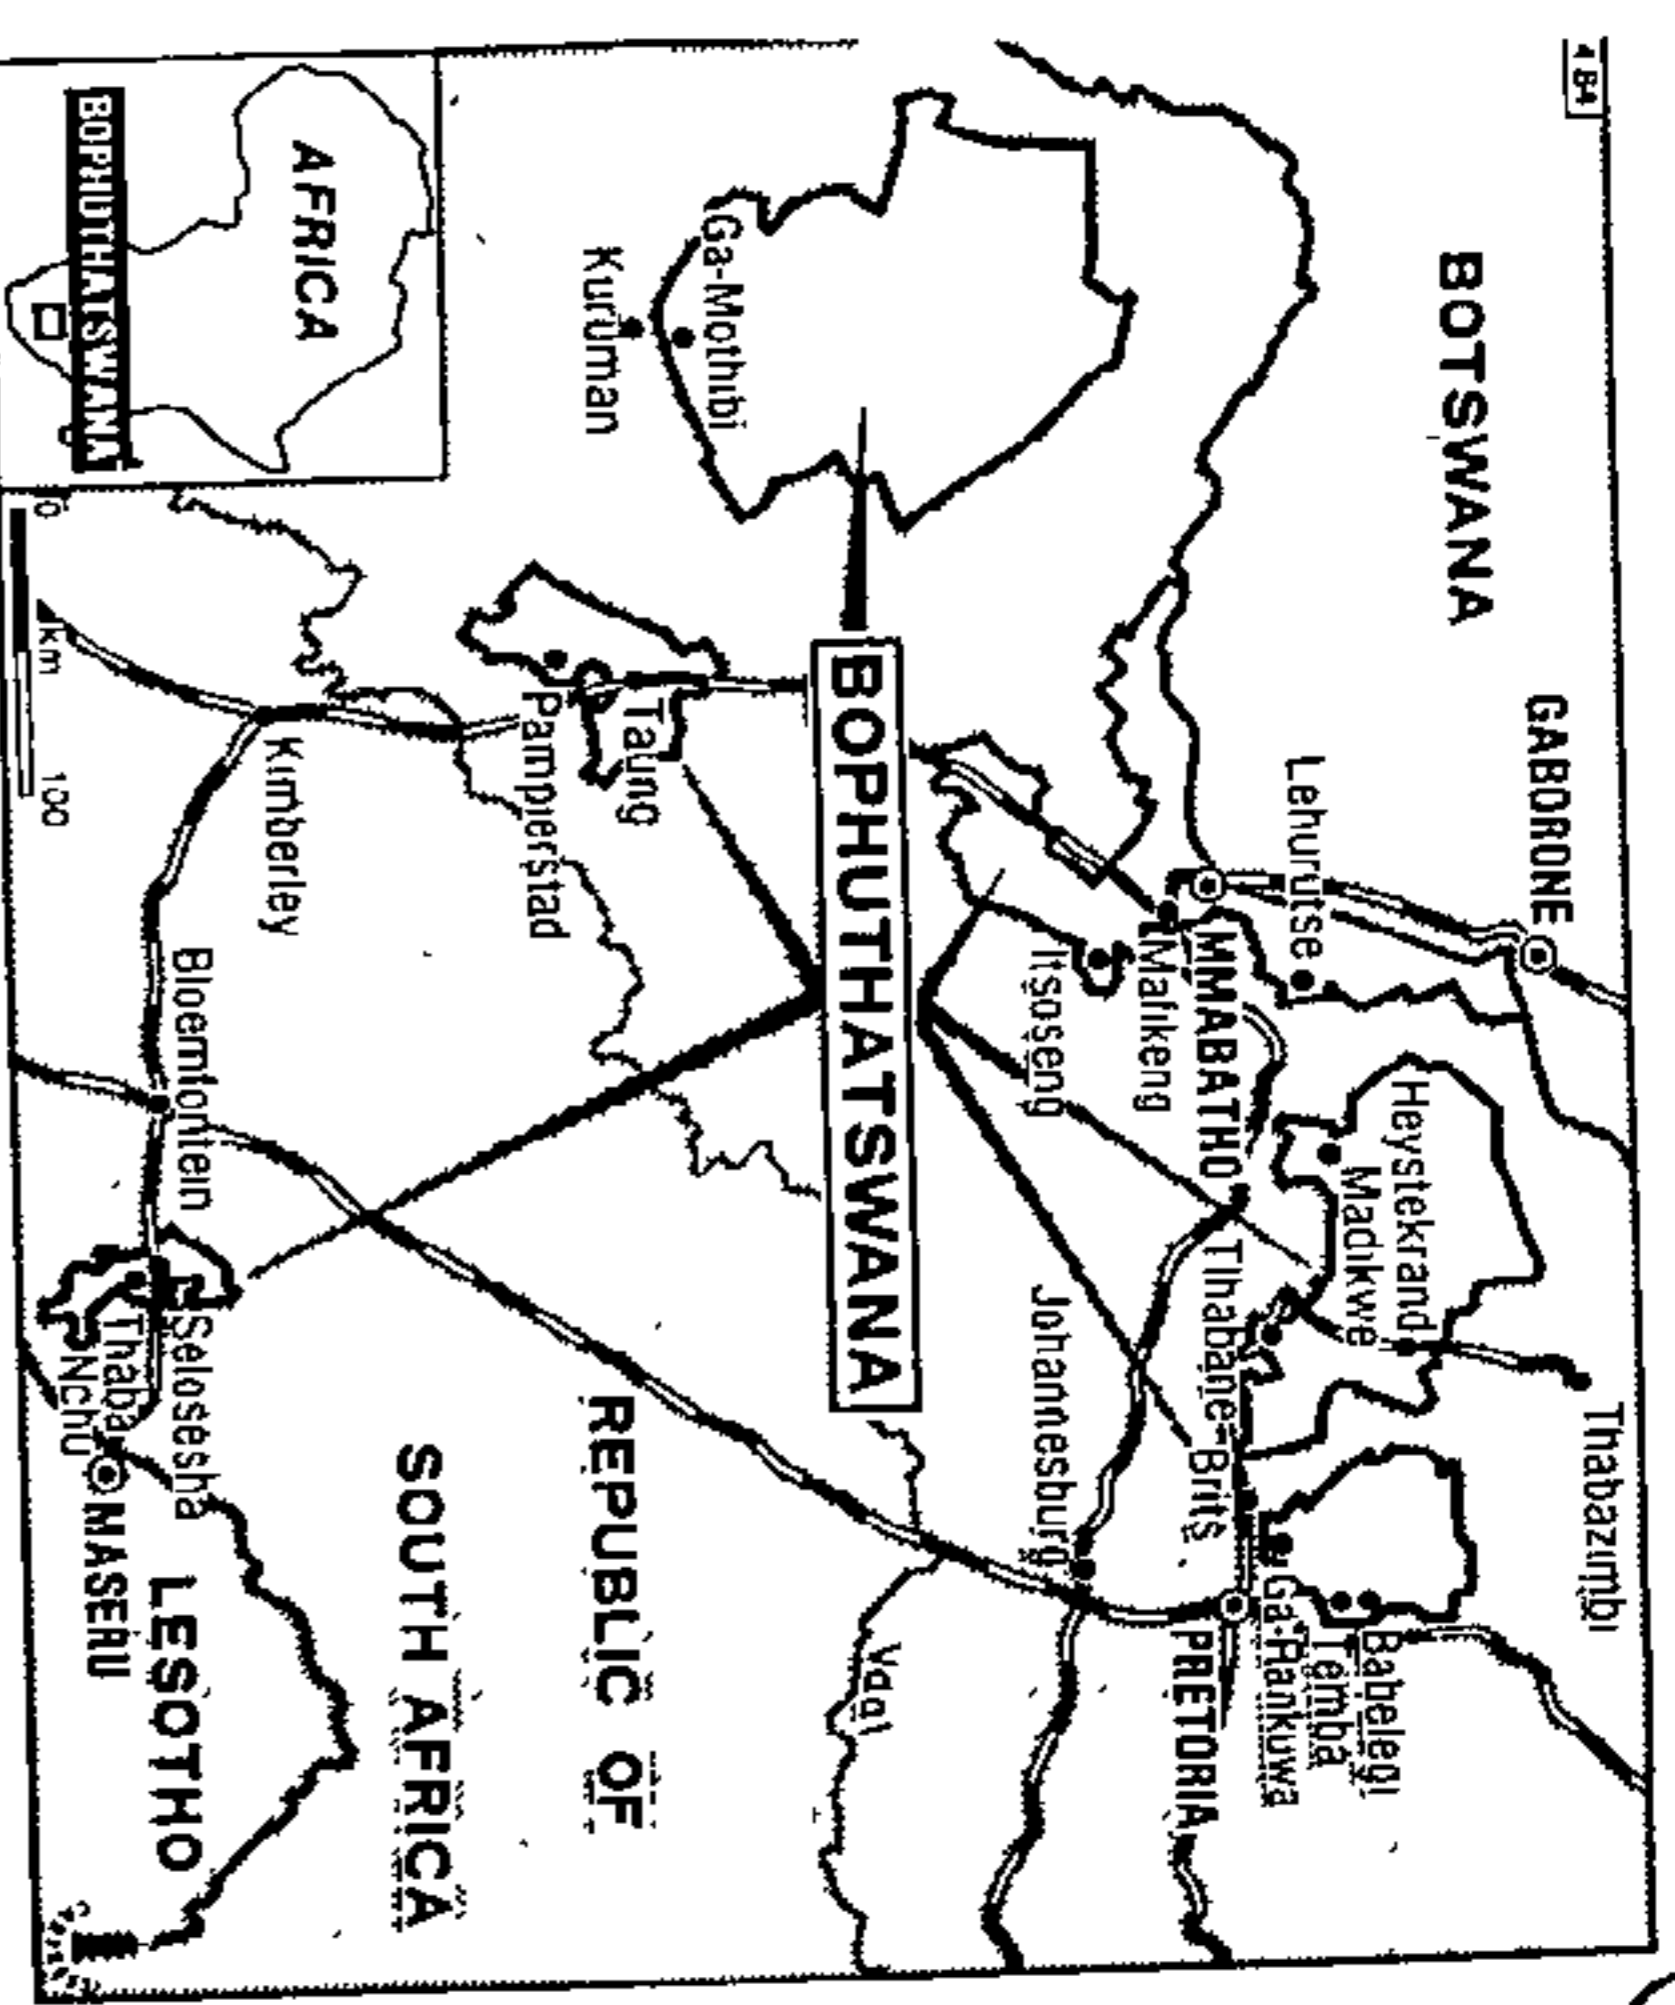 4 84
BOTSWANA
GABORONE
Thabazimbi
Lehurutse
Heystekrand
Madikwe
Babelegi
Temba
Ga-Rankuwa
MMABATHO
Tlhabane
Brits
PRETORIA
Mafikeng
Itsoseng
Johannesburg
BOPHUTHATSWANA
Vaal
Ga-Mothibi
Kuruman
Taung
Pampierstad
REPUBLIC OF
SOUTH AFRICA
AFRICA
BOPHUTHATSWANA
Kimberley
Bloemfontein
Selosesha
Thaba
Nchu
MASERU
LESOTHO
0
km
100